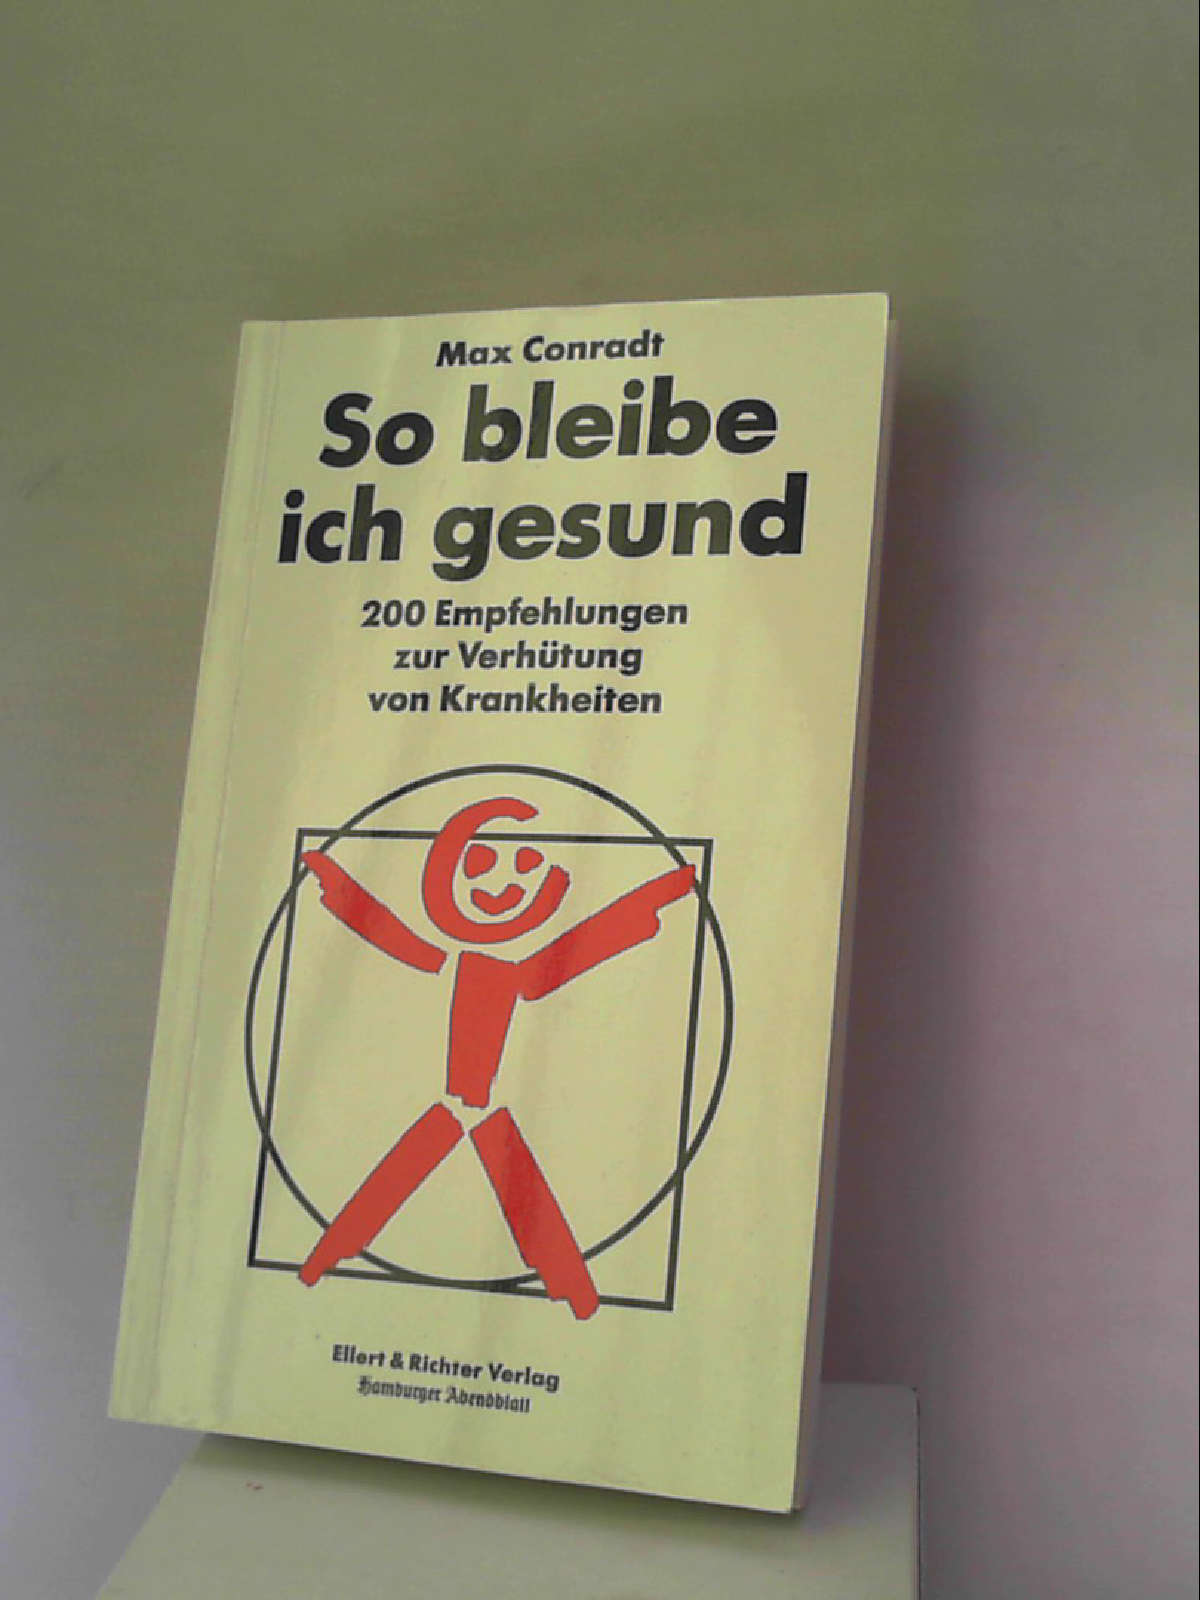 Max Conradt
So bleibe
ich gesund
200 Empfehlungen
zur Verhütung
von Krankheiten
Ellert & Richter Verlag
Hamburger Abendblatt